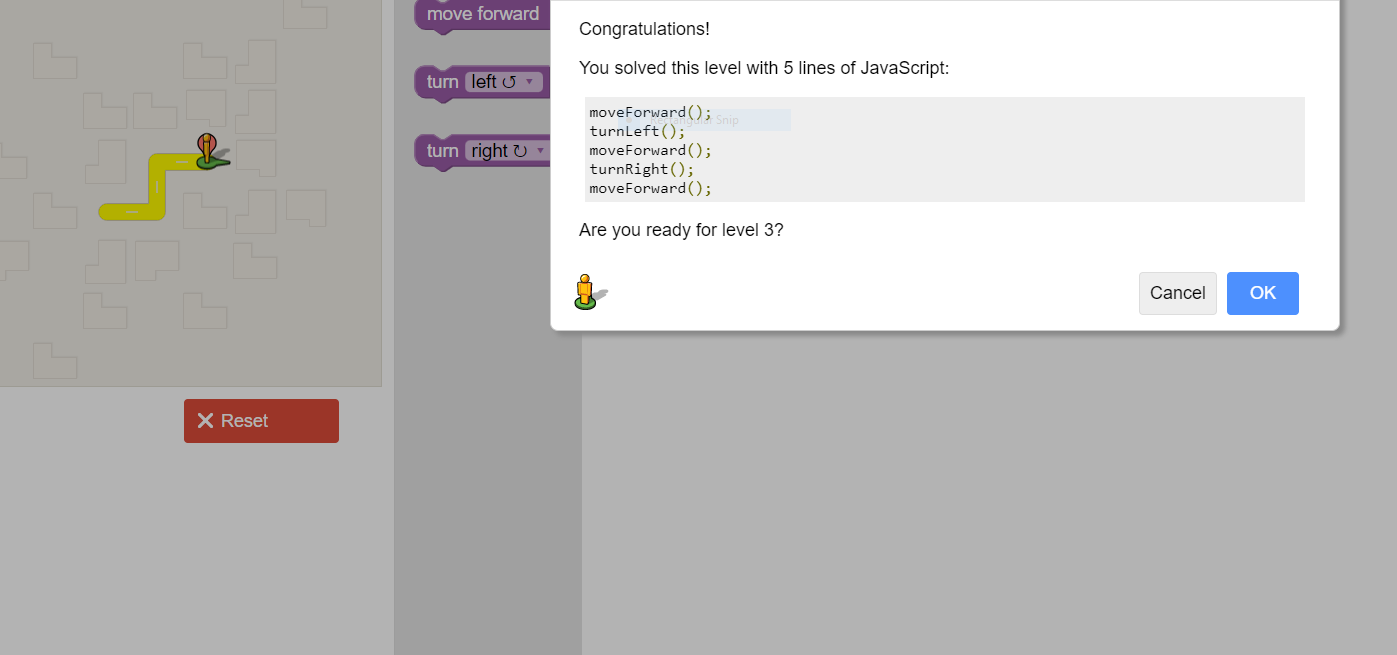 move forward
turn left ↺ ▾
turn right ↻ ▾
Reset
Congratulations!
You solved this level with 5 lines of JavaScript:
moveForward();
Rectangular Snip
turnLeft();
moveForward();
turnRight();
moveForward();
Are you ready for level 3?
Cancel OK